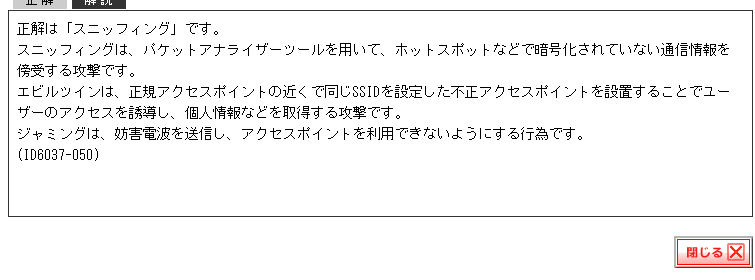 正解 解説
正解は「スニッフィング」です。
スニッフィングは、パケットアナライザーツールを用いて、ホットスポットなどで暗号化されていない通信情報を
傍受する攻撃です。
エビルツインは、正規アクセスポイントの近くで同じSSIDを設定した不正アクセスポイントを設置することでユー
ザーのアクセスを誘導し、個人情報などを取得する攻撃です。
ジャミングは、妨害電波を送信し、アクセスポイントを利用できないようにする行為です。
(ID6037-050)
閉じる